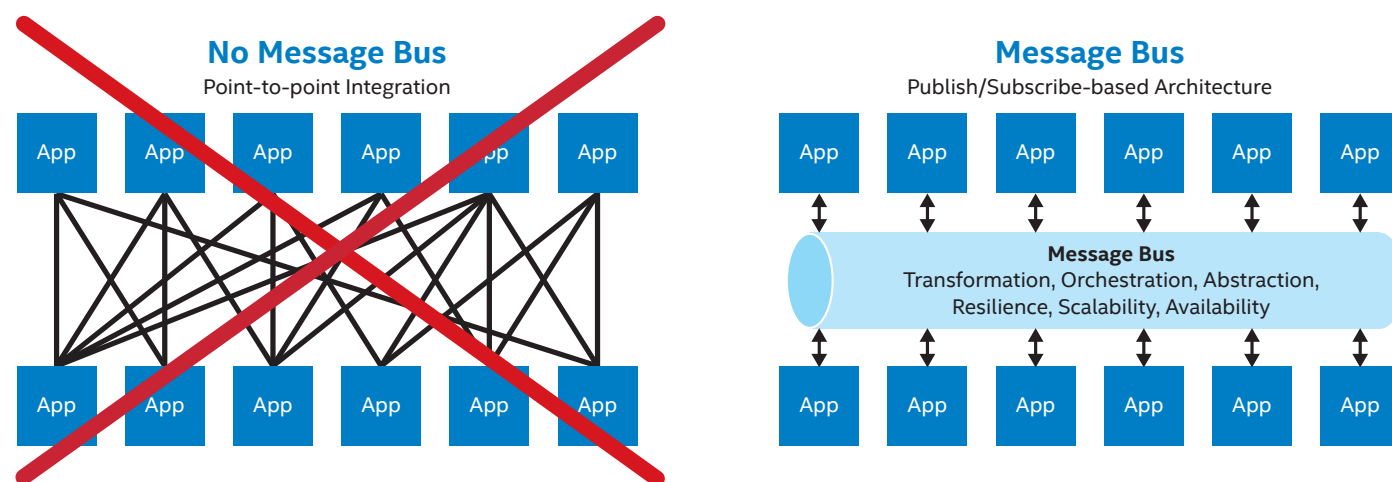 No Message Bus
Point-to-point Integration
App App App App App App
App App App App App App
Message Bus
Publish/Subscribe-based Architecture
App App App App App App
Message Bus
Transformation, Orchestration, Abstraction,
Resilience, Scalability, Availability
App App App App App App